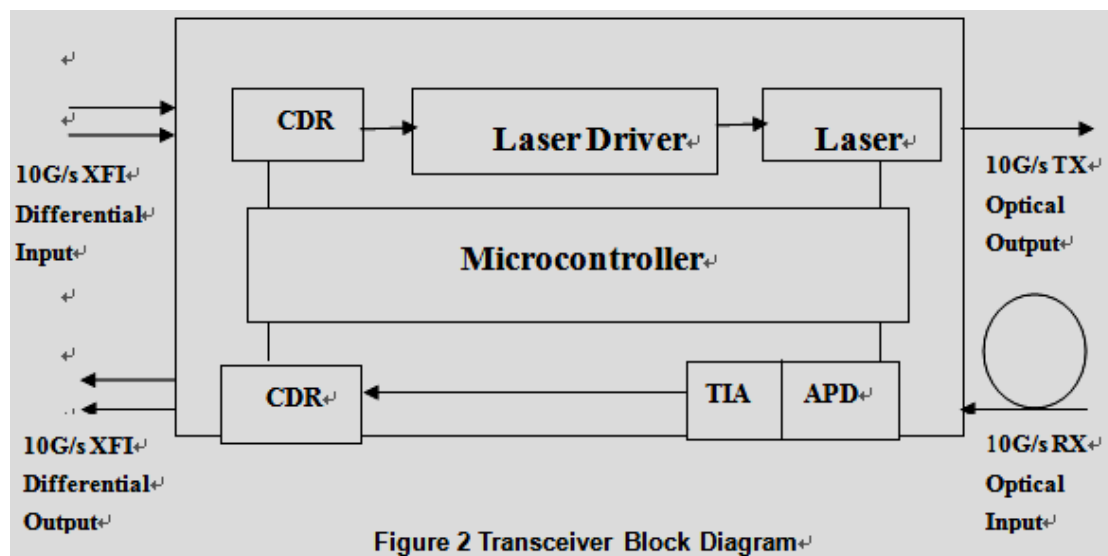 CDR
Laser Driver
Laser
10G/s XFI
Differential
Input
10G/s TX
Optical
Output
Microcontroller
CDR
TIA
APD
10G/s XFI
Differential
Output
10G/s RX
Optical
Input
Figure 2 Transceiver Block Diagram